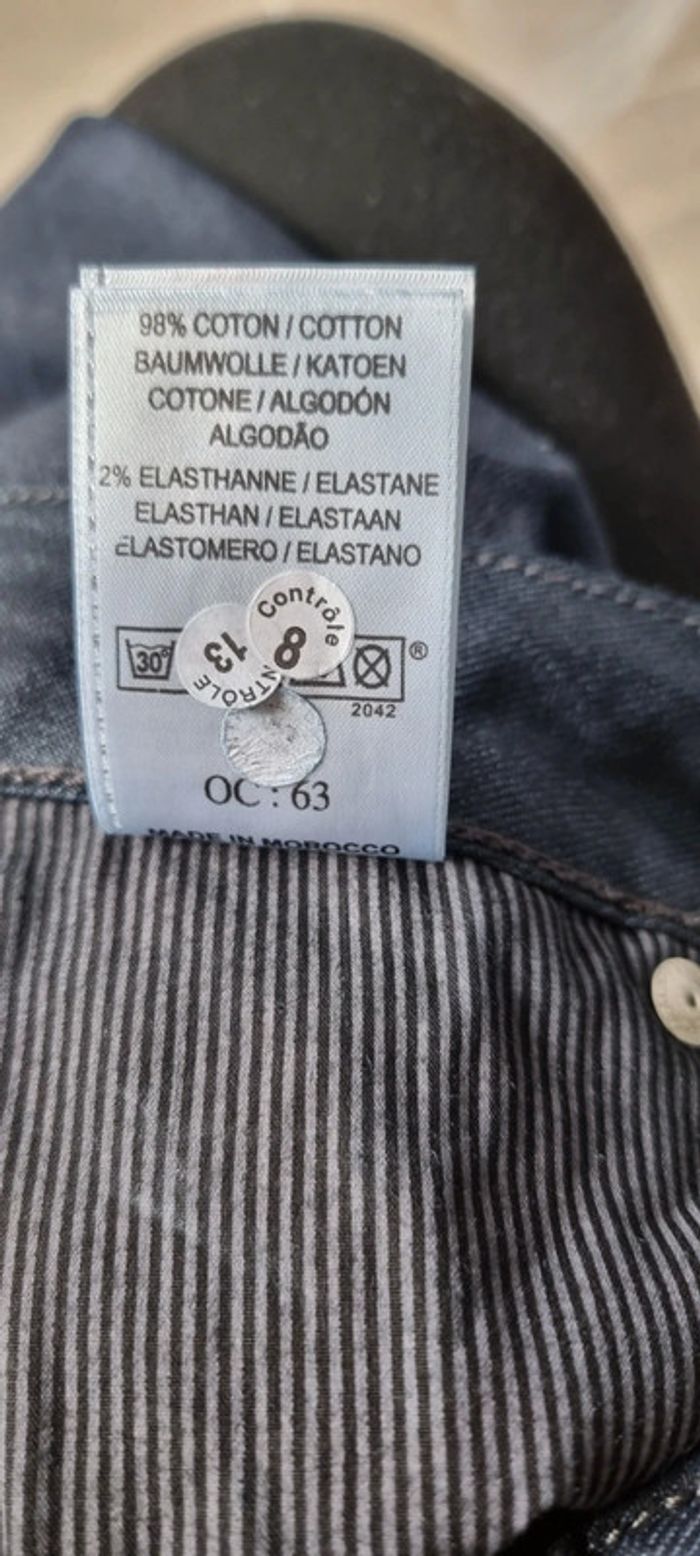 98% COTON / COTTON
BAUMWOLLE / KATOEN
COTONE / ALGODÓN
ALGODÃO
2% ELASTHANNE / ELASTANE
ELASTHAN / ELASTAAN
ELASTOMERO / ELASTANO
Contrôle
8
13
NTRÔLE
30°
®
2042
OC : 63
MADE IN MOROCCO